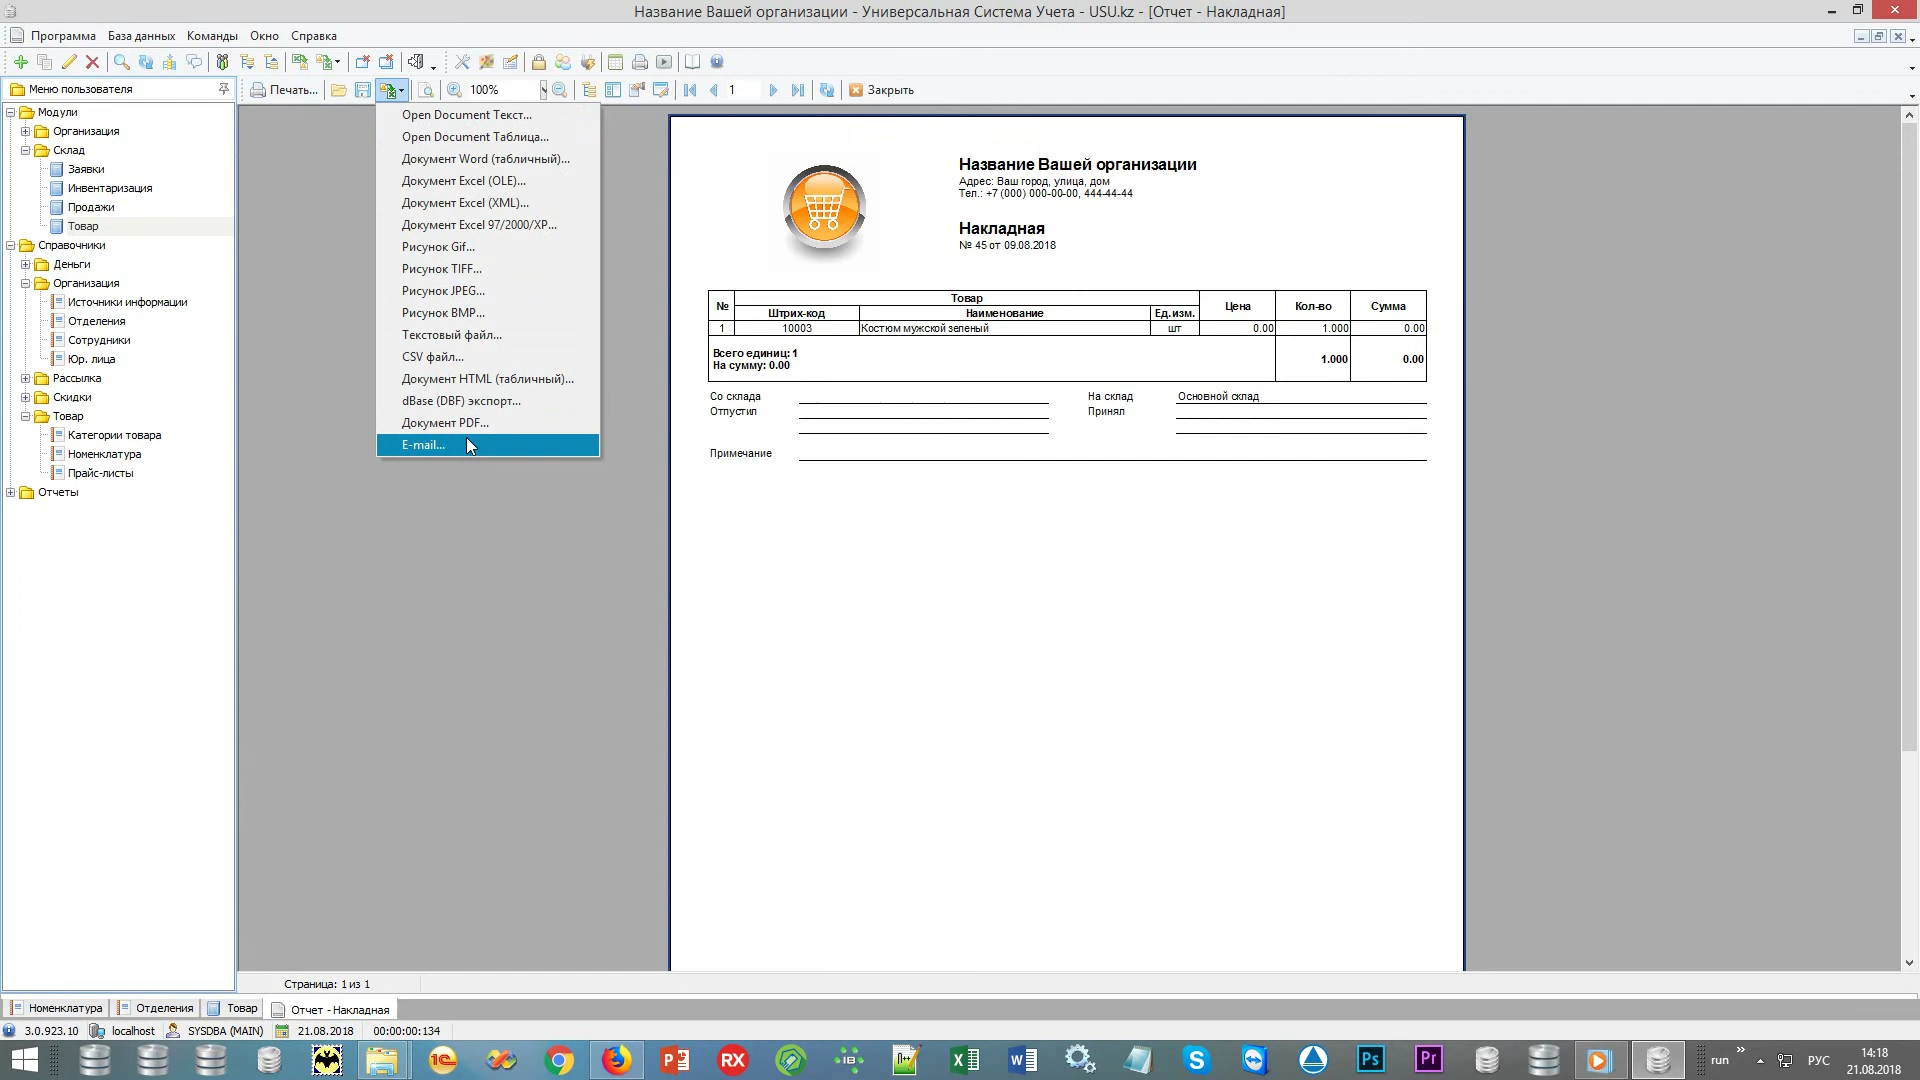 Название Вашей организации - Универсальная Система Учета - USU.kz - [Отчет - Накладная]
Программа База данных Команды Окно Справка
Меню пользователя
Печать... 100% 1 Закрыть
Модули
Организация
Склад
Заявки
Инвентаризация
Продажи
Товар
Справочники
Деньги
Организация
Источники информации
Отделения
Сотрудники
Юр. лица
Рассылка
Скидки
Товар
Категории товара
Номенклатура
Прайс-листы
Отчеты
Open Document Текст...
Open Document Таблица...
Документ Word (табличный)...
Документ Excel (OLE)...
Документ Excel (XML)...
Документ Excel 97/2000/XP...
Рисунок Gif...
Рисунок TIFF...
Рисунок JPEG...
Рисунок BMP...
Текстовый файл...
CSV файл...
Документ HTML (табличный)...
dBase (DBF) экспорт...
Документ PDF...
E-mail...
Название Вашей организации
Адрес: Ваш город, улица, дом
Тел.: +7 (000) 000-00-00, 444-44-44
Накладная
№ 45 от 09.08.2018
№ Товар Цена Кол-во Сумма
Штрих-код Наименование Ед.изм.
1 10003 Костюм мужской зеленый шт 0.00 1.000 0.00
Всего единиц: 1
На сумму: 0.00
1.000 0.00
Со склада На склад Основной склад
Отпустил Принял
Примечание
Страница: 1 из 1
Номенклатура Отделения Товар Отчет - Накладная
3.0.923.10 localhost SYSDBA (MAIN) 21.08.2018 00:00:00:134
run РУС 14:18
21.08.2018